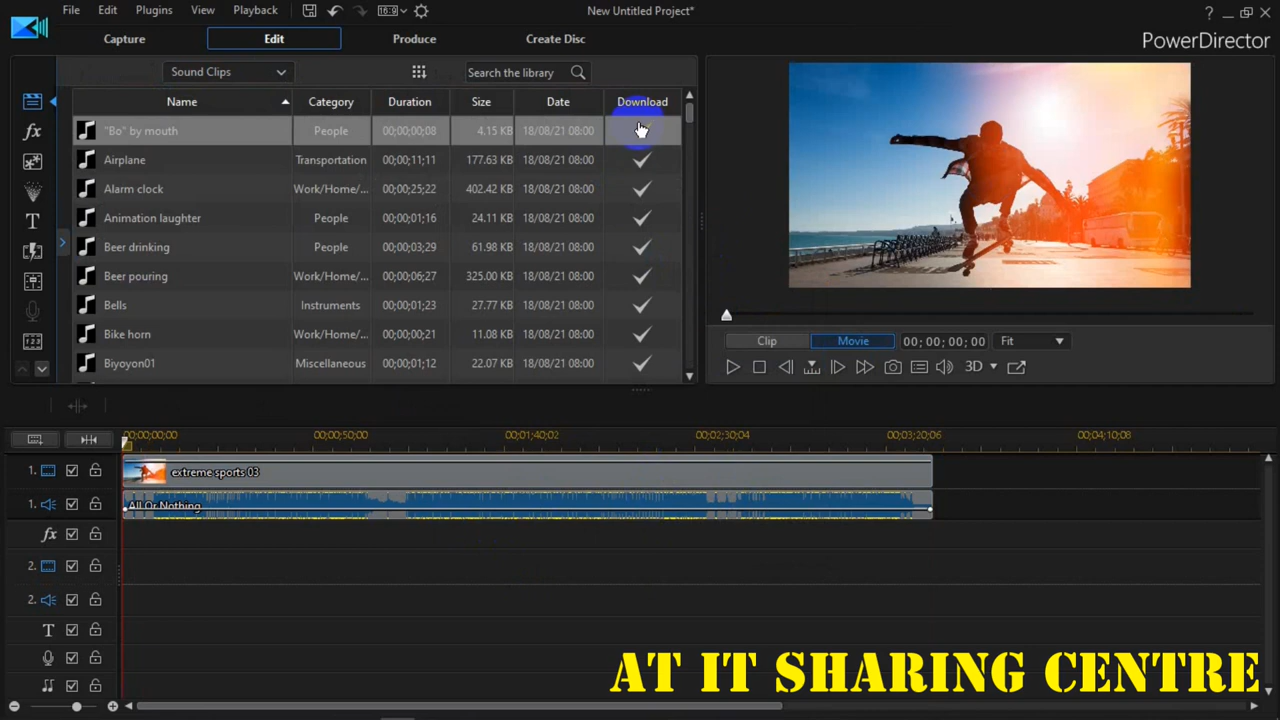 File Edit Plugins View Playback 16:9 New Untitled Project* ?
Capture Edit Produce Create Disc PowerDirector
Sound Clips Search the library
Name Category Duration Size Date Download
"Bo" by mouth People 00;00;00;08 4.15 KB 18/08/21 08:00
Airplane Transportation 00;00;11;11 177.63 KB 18/08/21 08:00
Alarm clock Work/Home/... 00;00;25;22 402.42 KB 18/08/21 08:00
Animation laughter People 00;00;01;16 24.11 KB 18/08/21 08:00
Beer drinking People 00;00;03;29 61.98 KB 18/08/21 08:00
Beer pouring Work/Home/... 00;00;06;27 325.00 KB 18/08/21 08:00
Bells Instruments 00;00;01;23 27.77 KB 18/08/21 08:00
Bike horn Work/Home/... 00;00;00;21 11.08 KB 18/08/21 08:00
Biyoyon01 Miscellaneous 00;00;01;12 22.07 KB 18/08/21 08:00
Clip Movie 00; 00; 00; 00 Fit
3D
00;00;00;00 00;00;50;00 00;01;40;02 00;02;30;04 00;03;20;06 00;04;10;08
1. extreme sports 03
1. All Or Nothing
fx
2.
2.
T
AT IT SHARING CENTRE